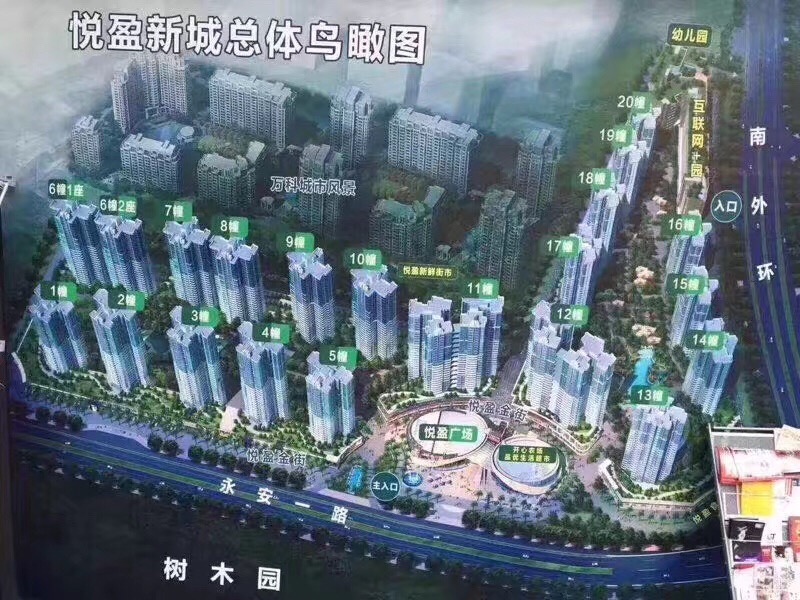 悦盈新城总体鸟瞰图
幼儿园
互联网+园
南外环
入口
20幢
19幢
18幢
17幢
16幢
15幢
14幢
13幢
万科城市风景
6幢1座
6幢2座
7幢
8幢
9幢
10幢
悦盈新鲜街市
11幢
12幢
1幢
2幢
3幢
4幢
5幢
悦盈金街
悦盈广场
开心农场
品优生活超市
悦盈金街
主入口
永安一路
树木园